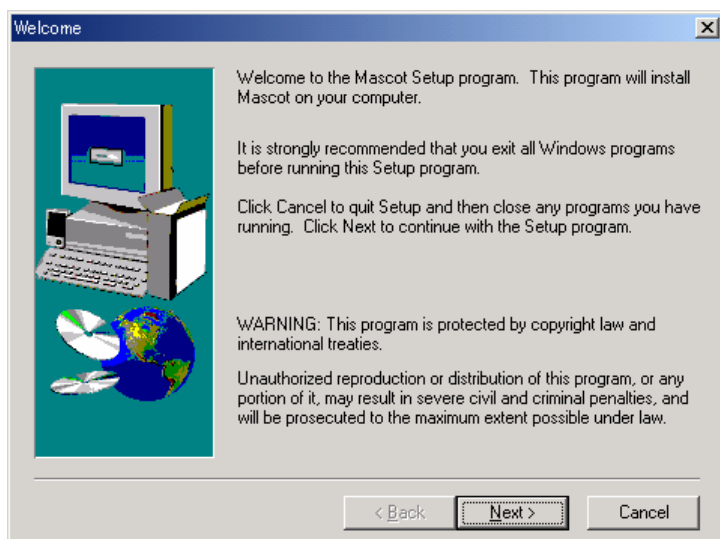 Welcome
Welcome to the Mascot Setup program. This program will install
Mascot on your computer.
It is strongly recommended that you exit all Windows programs
before running this Setup program.
Click Cancel to quit Setup and then close any programs you have
running. Click Next to continue with the Setup program.
WARNING: This program is protected by copyright law and
international treaties.
Unauthorized reproduction or distribution of this program, or any
portion of it, may result in severe civil and criminal penalties, and
will be prosecuted to the maximum extent possible under law.
< Back Next > Cancel